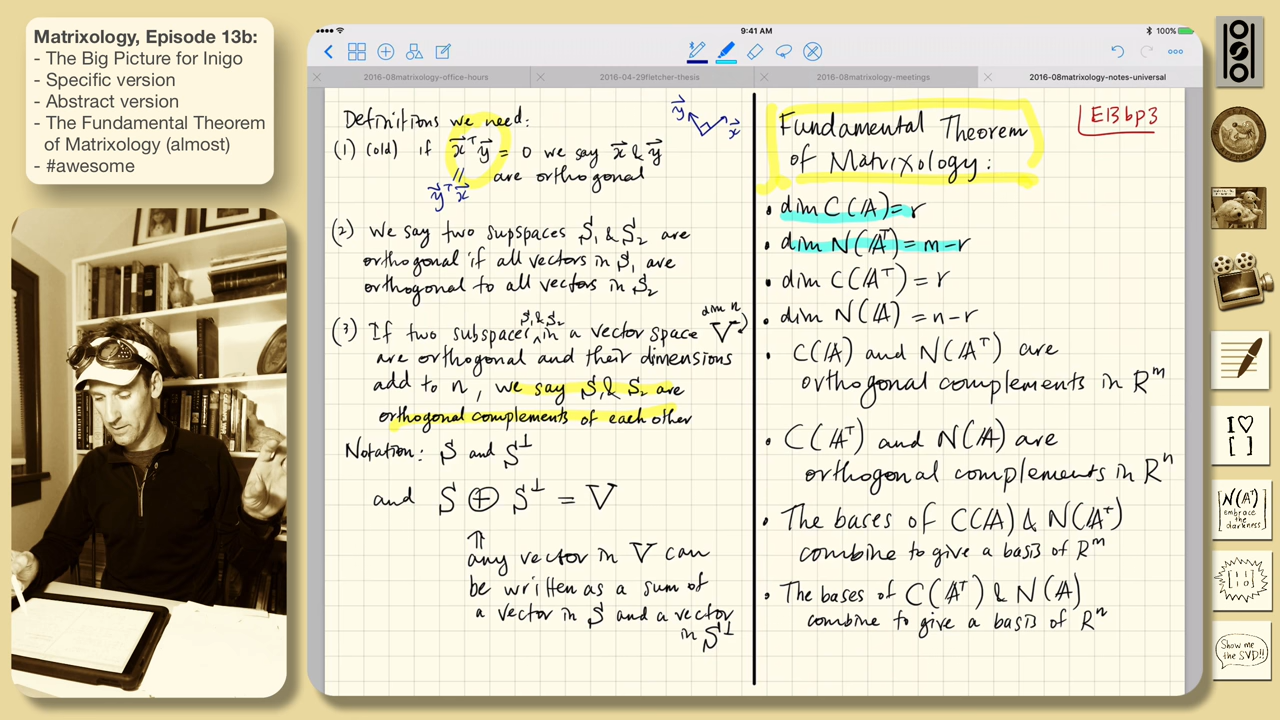 Matrixology, Episode 13b:
- The Big Picture for Inigo
- Specific version
- Abstract version
- The Fundamental Theorem
of Matrixology (almost)
- #awesome
9:41 AM
100%
2016-08matrixology-office-hours
2016-04-29fletcher-thesis
2016-08matrixology-meetings
2016-08matrixology-notes-universal
Definitions we need:
(1) (old) if x⃗ᵀy⃗ = 0 we say x⃗ & y⃗
are orthogonal
y⃗ᵀx⃗
y⃗ x⃗
(2) We say two supspaces S₁ & S₂ are
orthogonal if all vectors in S₁ are
orthogonal to all vectors in S₂
S₁ & S₂ dim n
(3) If two subspaces ^ in a vector space V
are orthogonal and their dimensions
add to n, we say S₁ & S₂ are
orthogonal complements of each other
Notation: S and S⊥
and S ⊕ S⊥ = V
⇑
any vector in V can
be written as a sum of
a vector in S and a vector
in S⊥
E13bp3
Fundamental Theorem
of Matrixology:
• dim C(A) = r
• dim N(Aᵀ) = m-r
• dim C(Aᵀ) = r
• dim N(A) = n-r
• C(A) and N(Aᵀ) are
orthogonal complements in Rᵐ
• C(Aᵀ) and N(A) are
orthogonal complements in Rⁿ
• The bases of C(A) & N(Aᵀ)
combine to give a basis of Rᵐ
• The bases of C(Aᵀ) & N(A)
combine to give a basis of Rⁿ
I ♡
[ ]
N(Aᵀ)
embrace
the
darkness
Show me
the SVD!!